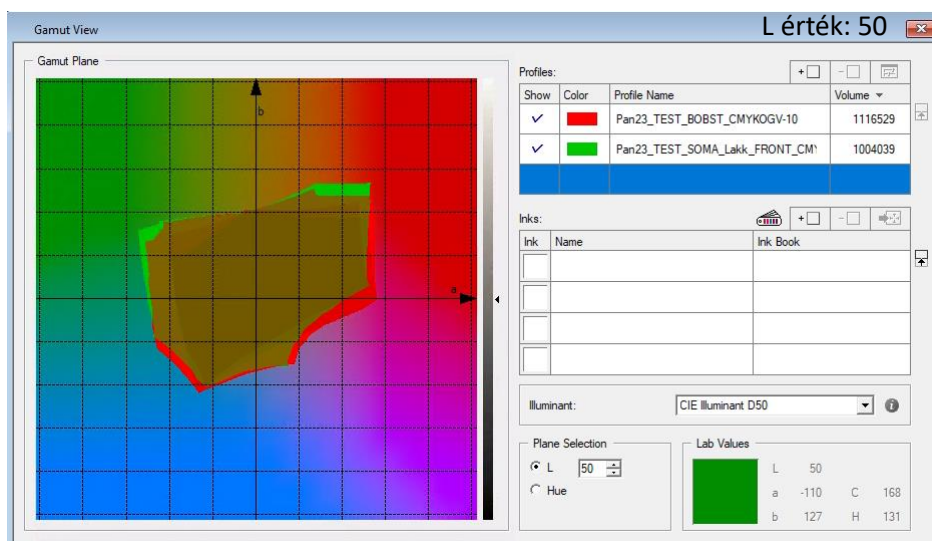 Gamut View
L érték: 50
Gamut Plane
b
a
Profiles:
Show Color Profile Name Volume
Pan23_TEST_BOBST_CMYKOGV-10 1116529
Pan23_TEST_SOMA_Lakk_FRONT_CMY 1004039
Inks:
Ink Name Ink Book
Illuminant: CIE Illuminant D50
Plane Selection
L 50
Hue
Lab Values
L 50
a -110 C 168
b 127 H 131